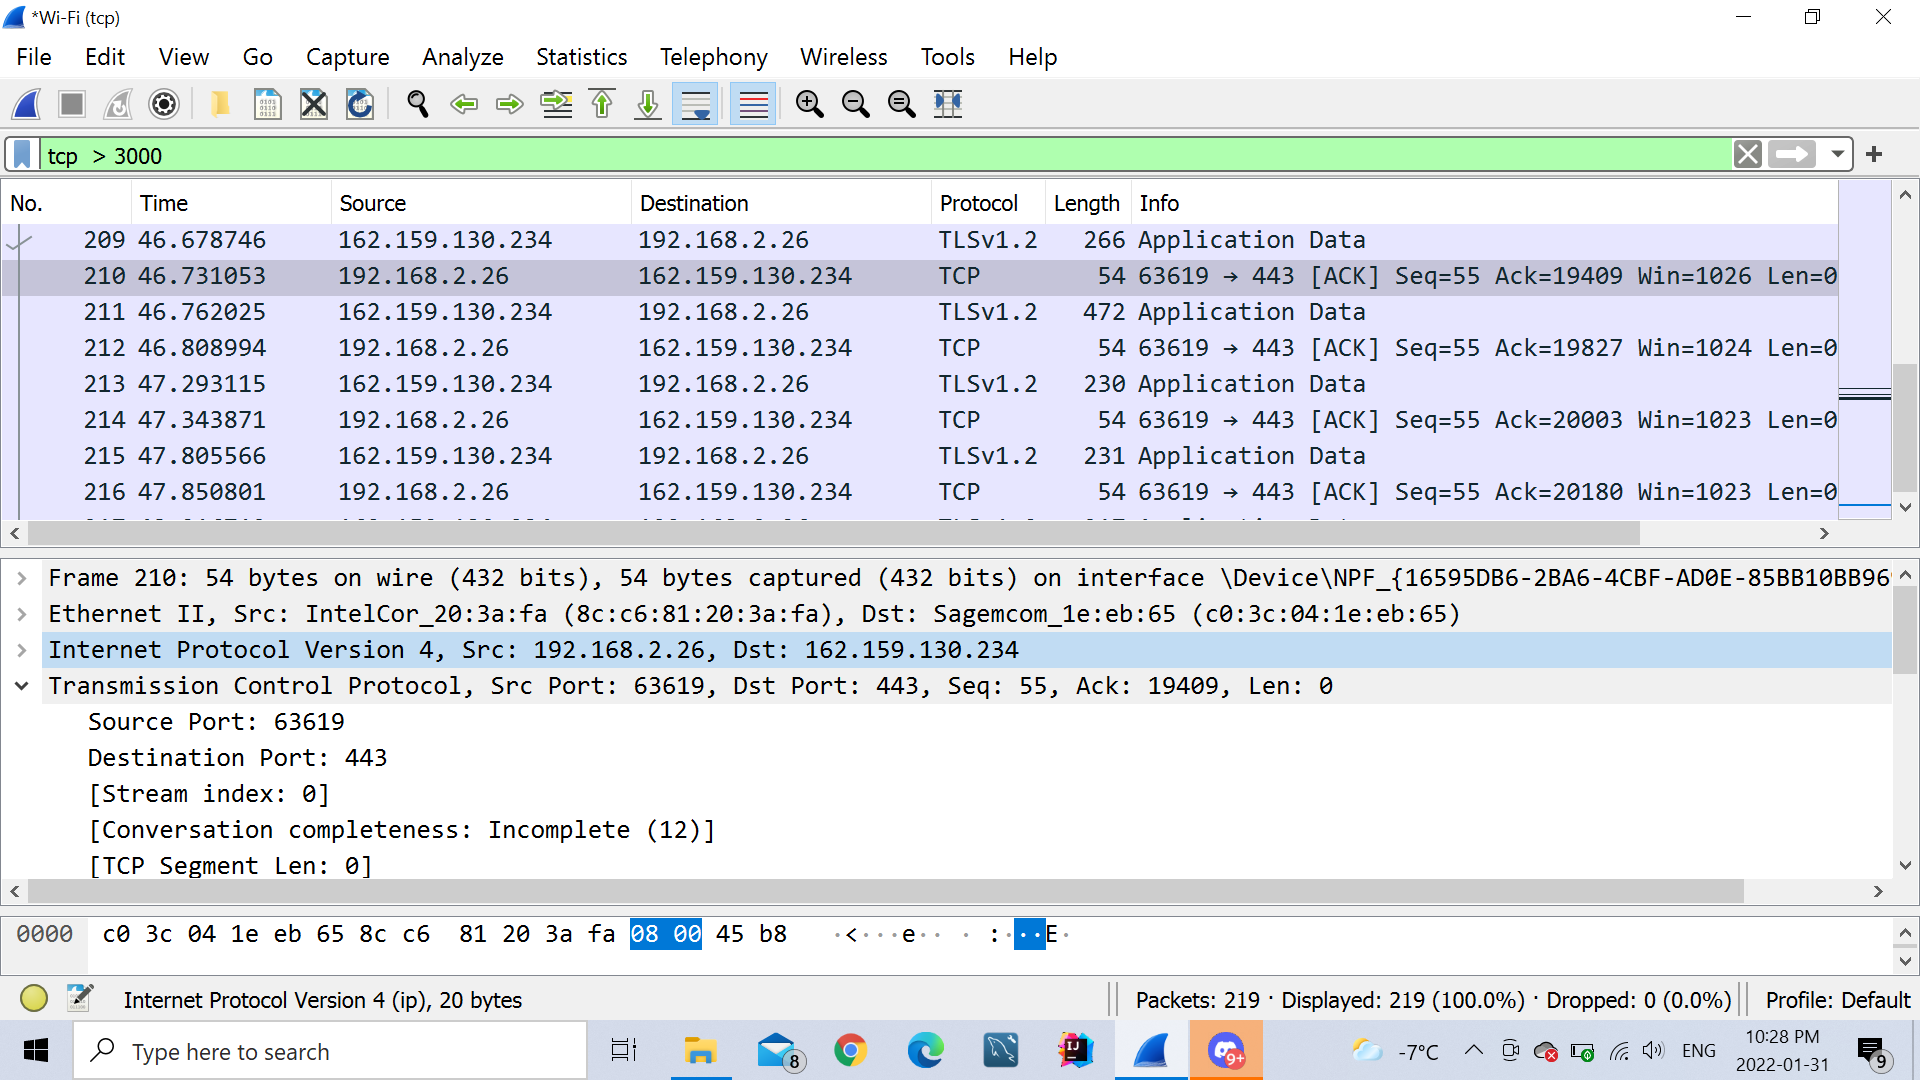 *Wi-Fi (tcp)
File Edit View Go Capture Analyze Statistics Telephony Wireless Tools Help
tcp > 3000
No. Time Source Destination Protocol Length Info
209 46.678746 162.159.130.234 192.168.2.26 TLSv1.2 266 Application Data
210 46.731053 192.168.2.26 162.159.130.234 TCP 54 63619 → 443 [ACK] Seq=55 Ack=19409 Win=1026 Len=0
211 46.762025 162.159.130.234 192.168.2.26 TLSv1.2 472 Application Data
212 46.808994 192.168.2.26 162.159.130.234 TCP 54 63619 → 443 [ACK] Seq=55 Ack=19827 Win=1024 Len=0
213 47.293115 162.159.130.234 192.168.2.26 TLSv1.2 230 Application Data
214 47.343871 192.168.2.26 162.159.130.234 TCP 54 63619 → 443 [ACK] Seq=55 Ack=20003 Win=1023 Len=0
215 47.805566 162.159.130.234 192.168.2.26 TLSv1.2 231 Application Data
216 47.850801 192.168.2.26 162.159.130.234 TCP 54 63619 → 443 [ACK] Seq=55 Ack=20180 Win=1023 Len=0
Frame 210: 54 bytes on wire (432 bits), 54 bytes captured (432 bits) on interface \Device\NPF_{16595DB6-2BA6-4CBF-AD0E-85BB10BB96
Ethernet II, Src: IntelCor_20:3a:fa (8c:c6:81:20:3a:fa), Dst: Sagemcom_1e:eb:65 (c0:3c:04:1e:eb:65)
Internet Protocol Version 4, Src: 192.168.2.26, Dst: 162.159.130.234
Transmission Control Protocol, Src Port: 63619, Dst Port: 443, Seq: 55, Ack: 19409, Len: 0
Source Port: 63619
Destination Port: 443
[Stream index: 0]
[Conversation completeness: Incomplete (12)]
[TCP Segment Len: 0]
0000 c0 3c 04 1e eb 65 8c c6 81 20 3a fa 08 00 45 b8 ·<···e·· · :···E·
Internet Protocol Version 4 (ip), 20 bytes
Packets: 219 · Displayed: 219 (100.0%) · Dropped: 0 (0.0%)
Profile: Default
Type here to search
8
IJ
9+
-7°C
ENG
10:28 PM
2022-01-31
9